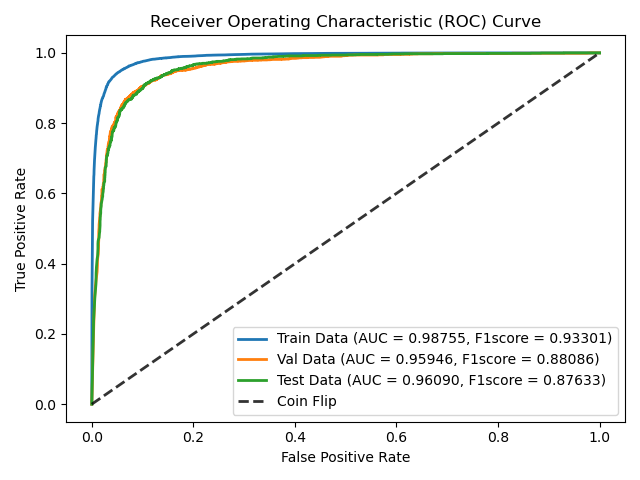 Receiver Operating Characteristic (ROC) Curve
True Positive Rate
1.0
0.8
0.6
0.4
0.2
0.0
Train Data (AUC = 0.98755, F1score = 0.93301)
Val Data (AUC = 0.95946, F1score = 0.88086)
Test Data (AUC = 0.96090, F1score = 0.87633)
Coin Flip
0.0 0.2 0.4 0.6 0.8 1.0
False Positive Rate